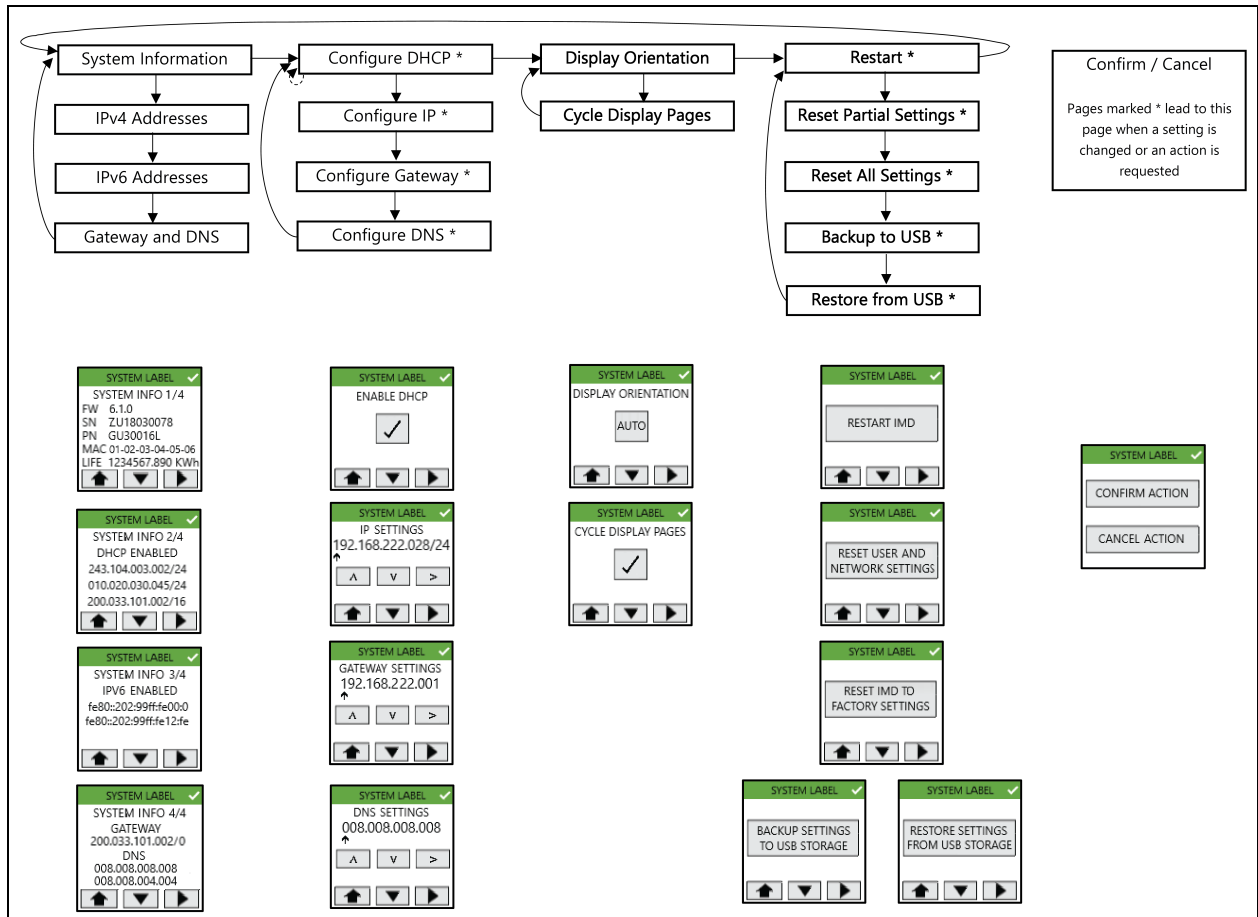 System Information
Configure DHCP *
Display Orientation
Restart *
Confirm / Cancel
Pages marked * lead to this
page when a setting is
changed or an action is
requested
IPv4 Addresses
Configure IP *
Cycle Display Pages
Reset Partial Settings *
IPv6 Addresses
Configure Gateway *
Reset All Settings *
Gateway and DNS
Configure DNS *
Backup to USB *
Restore from USB *
SYSTEM LABEL
SYSTEM INFO 1/4
FW 6.1.0
SN ZU18030078
PN GU30016L
MAC 01-02-03-04-05-06
LIFE 1234567.890 KWh
SYSTEM LABEL
ENABLE DHCP
SYSTEM LABEL
DISPLAY ORIENTATION
AUTO
SYSTEM LABEL
RESTART IMD
SYSTEM LABEL
CONFIRM ACTION
CANCEL ACTION
SYSTEM LABEL
SYSTEM INFO 2/4
DHCP ENABLED
243.104.003.002/24
010.020.030.045/24
200.033.101.002/16
SYSTEM LABEL
IP SETTINGS
192.168.222.028/24
ʌ v >
SYSTEM LABEL
CYCLE DISPLAY PAGES
SYSTEM LABEL
RESET USER AND
NETWORK SETTINGS
SYSTEM LABEL
SYSTEM INFO 3/4
IPV6 ENABLED
fe80::202:99ff:fe00:0
fe80::202:99ff:fe12:fe
SYSTEM LABEL
GATEWAY SETTINGS
192.168.222.001
ʌ v >
SYSTEM LABEL
RESET IMD TO
FACTORY SETTINGS
SYSTEM LABEL
SYSTEM INFO 4/4
GATEWAY
200.033.101.002/0
DNS
008.008.008.008
008.008.004.004
SYSTEM LABEL
DNS SETTINGS
008.008.008.008
ʌ v >
SYSTEM LABEL
BACKUP SETTINGS
TO USB STORAGE
SYSTEM LABEL
RESTORE SETTINGS
FROM USB STORAGE